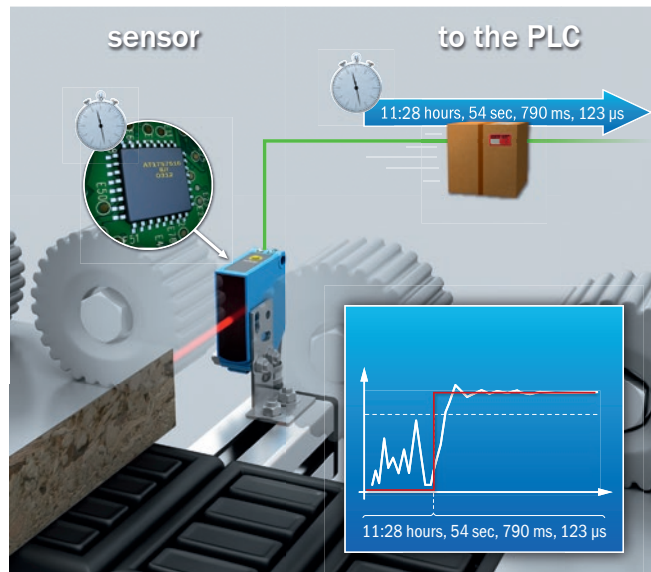 sensor
to the PLC
11:28 hours, 54 sec, 790 ms, 123 µs
11:28 hours, 54 sec, 790 ms, 123 µs